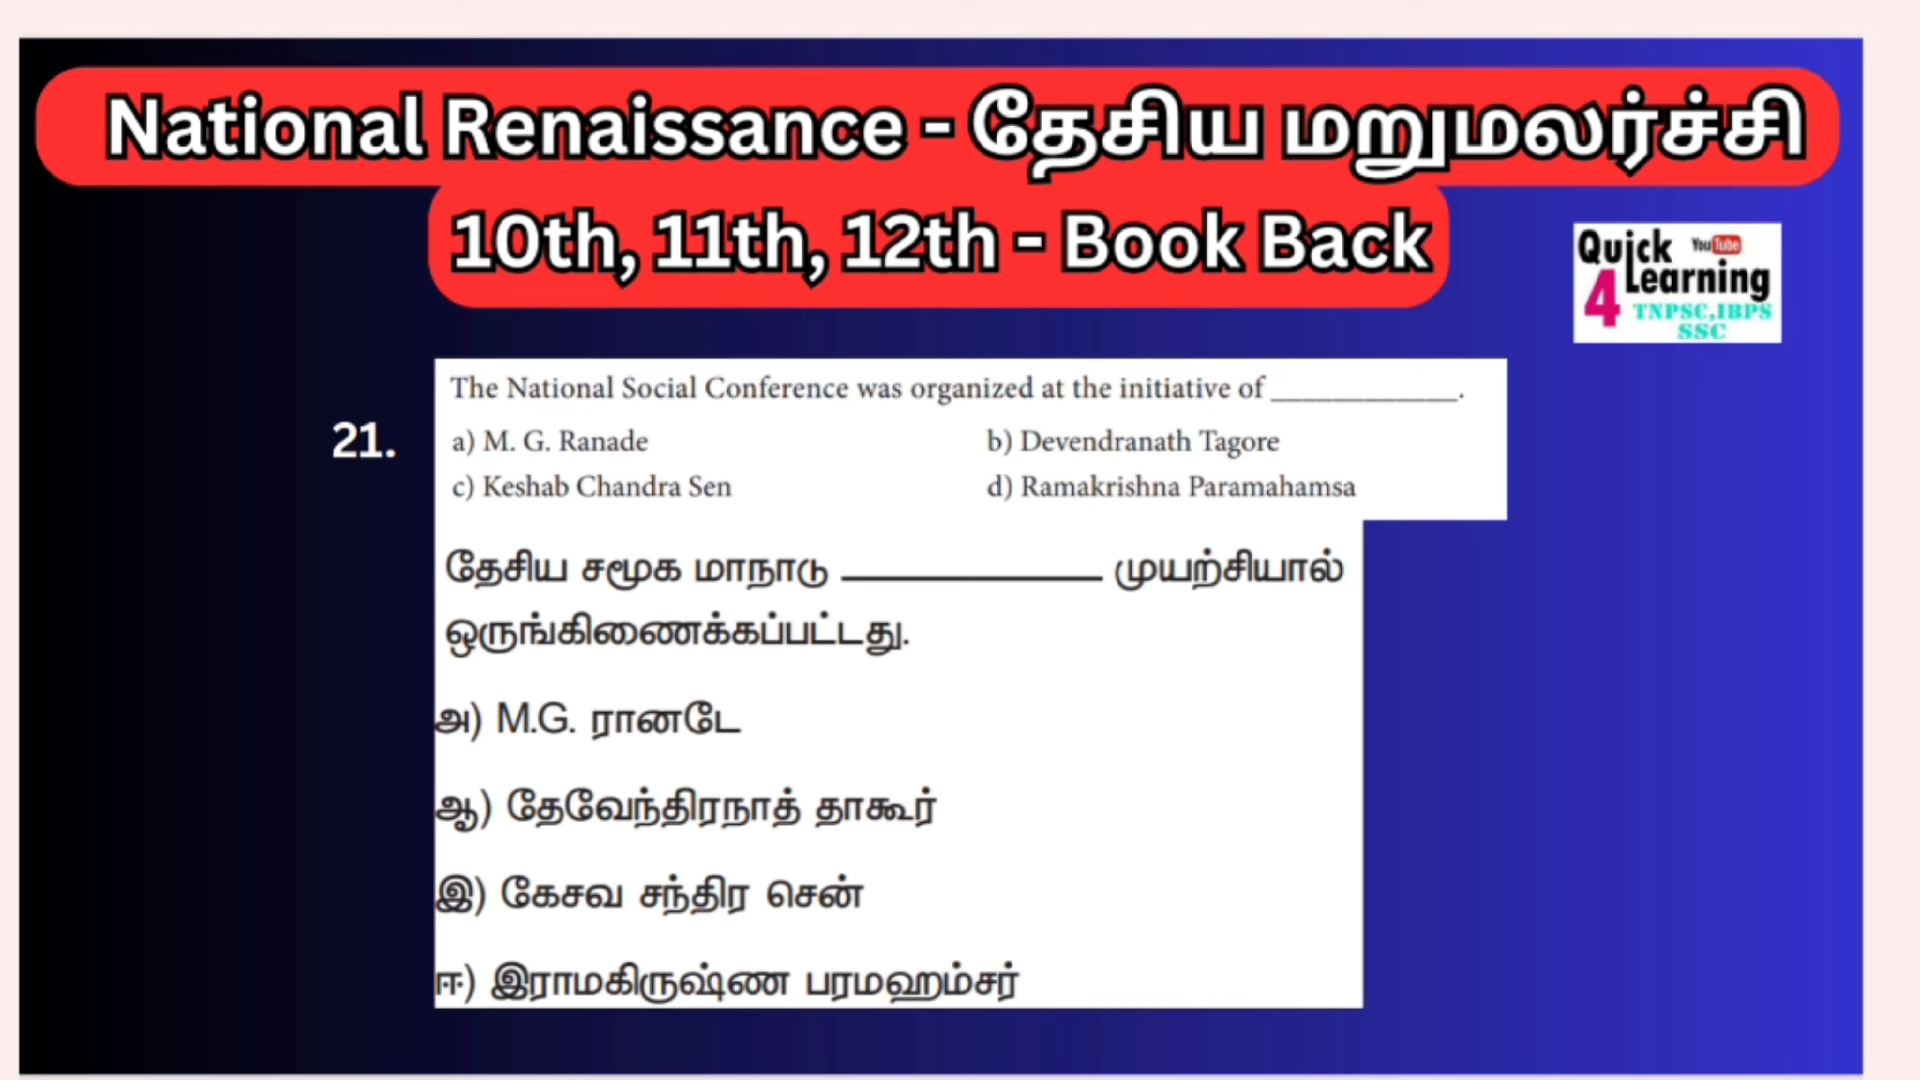 National Renaissance - தேசிய மறுமலர்ச்சி
10th, 11th, 12th - Book Back
Quick YouTube
4 Learning
TNPSC,IBPS
SSC
The National Social Conference was organized at the initiative of ____________.
21.
a) M. G. Ranade b) Devendranath Tagore
c) Keshab Chandra Sen d) Ramakrishna Paramahamsa
தேசிய சமூக மாநாடு ____________ முயற்சியால்
ஒருங்கிணைக்கப்பட்டது.
அ) M.G. ரானடே
ஆ) தேவேந்திரநாத் தாகூர்
இ) கேசவ சந்திர சென்
ஈ) இராமகிருஷ்ண பரமஹம்சர்